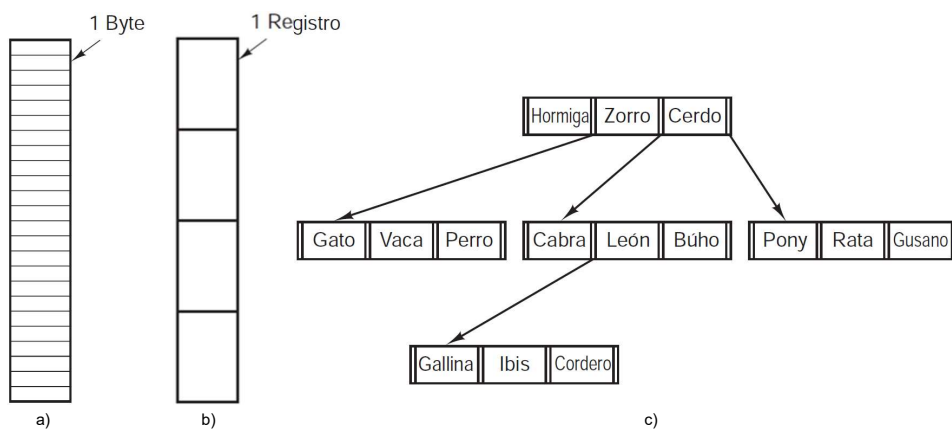 1 Byte
1 Registro
Hormiga Zorro Cerdo
Gato Vaca Perro
Cabra León Búho
Pony Rata Gusano
Gallina Ibis Cordero
a)
b)
c)